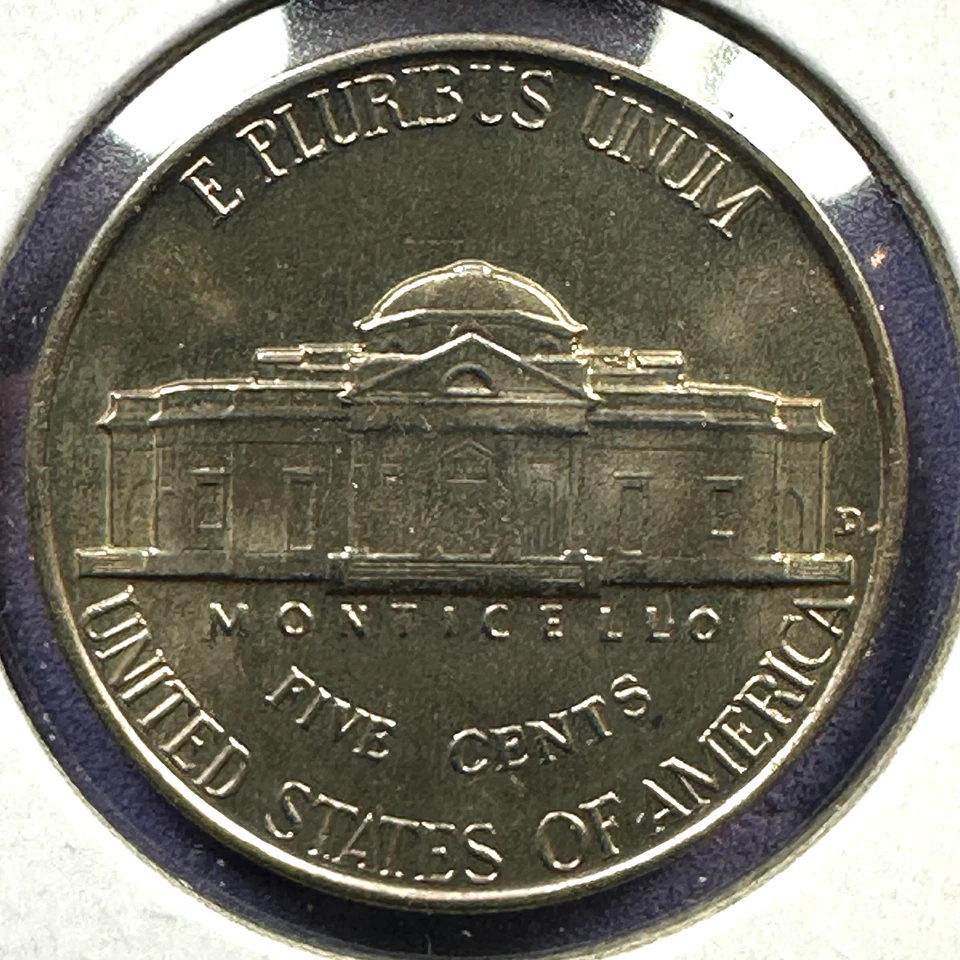 E PLURIBUS UNUM
MONTICELLO
FIVE CENTS
UNITED STATES OF AMERICA